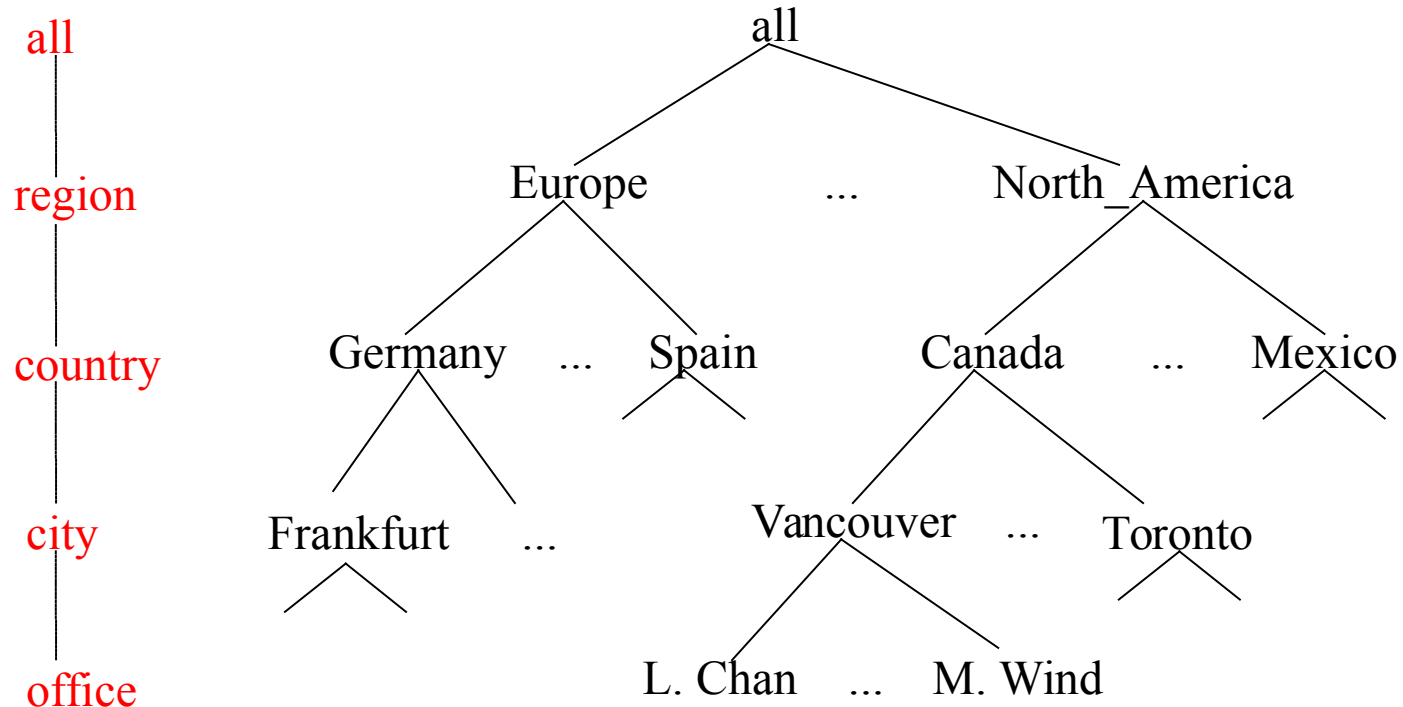 all all
region Europe ... North_America
country Germany ... Spain Canada ... Mexico
city Frankfurt ... Vancouver ... Toronto
office L. Chan ... M. Wind